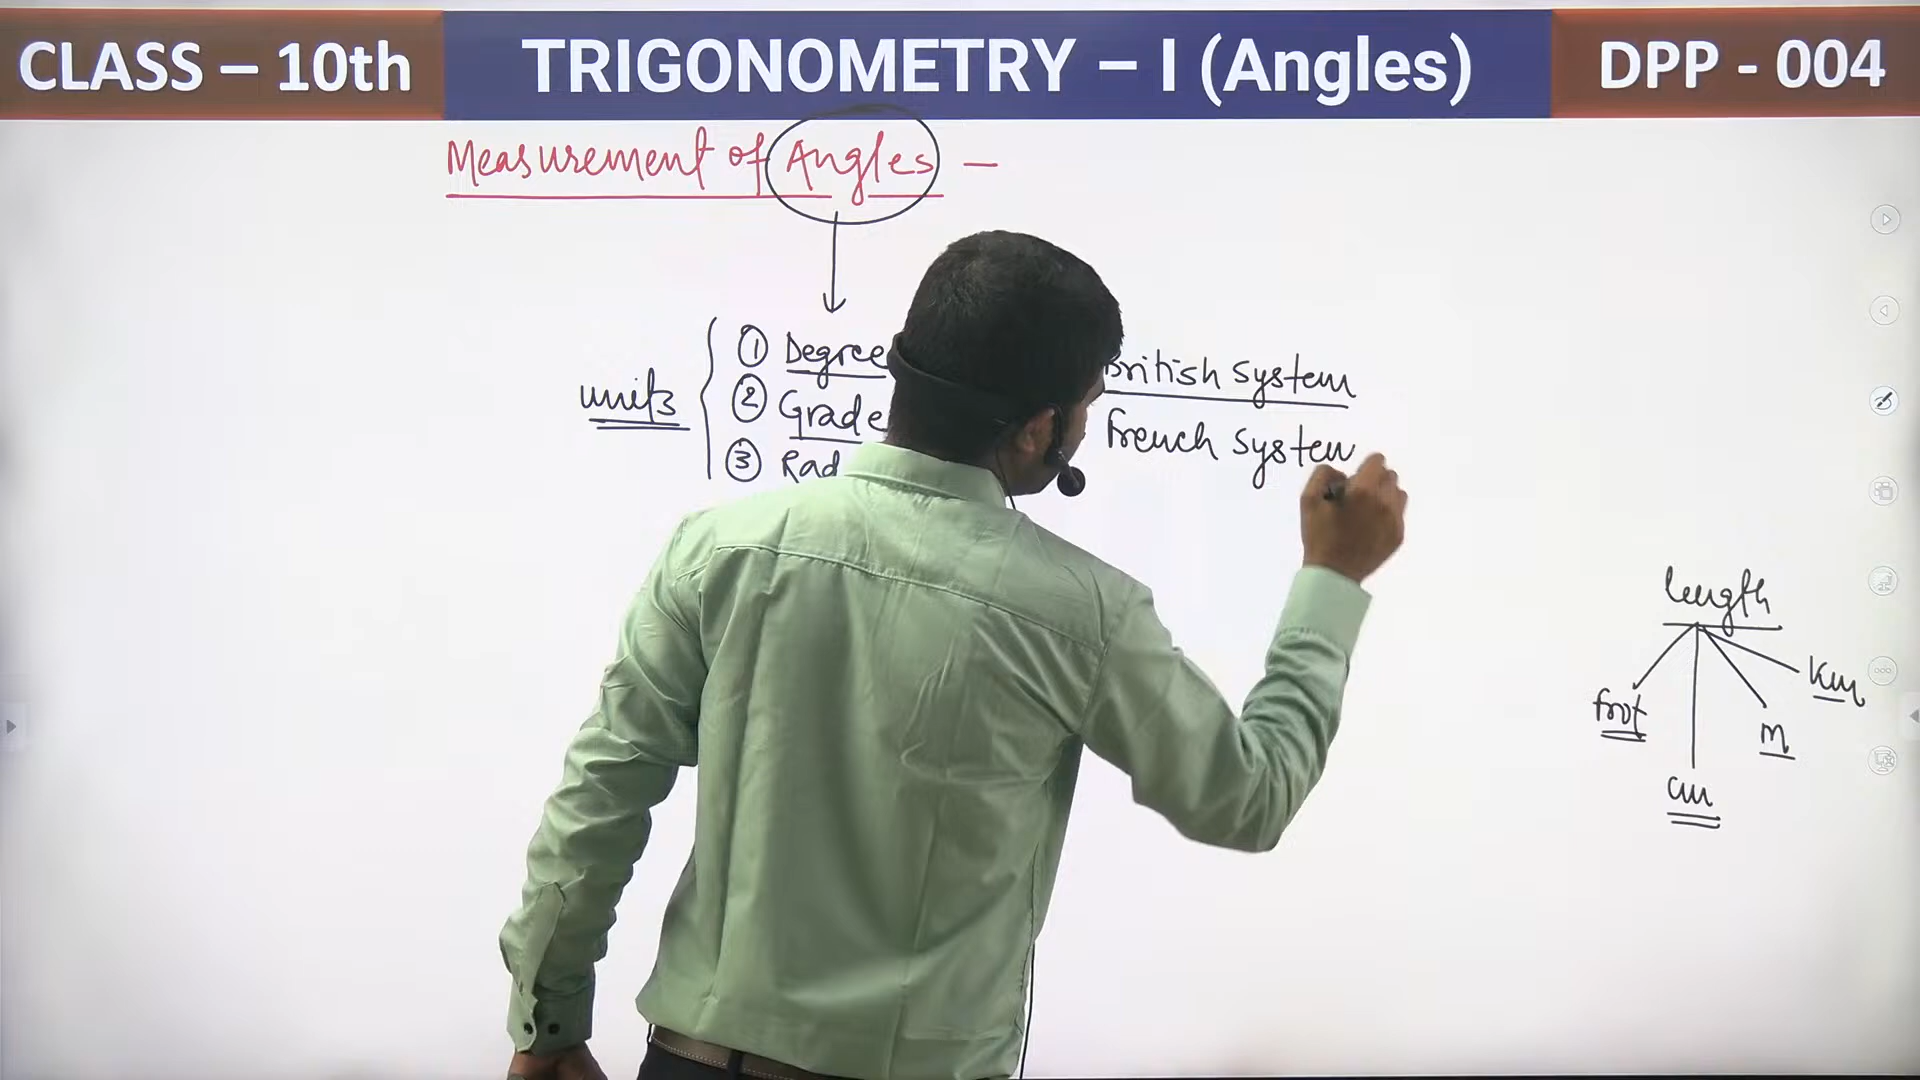 CLASS – 10th TRIGONOMETRY – I (Angles) DPP - 004
Measurement of Angles –
units
① Degree British System
② Grade French System
③ Rad
length
foot
cm
m
Km